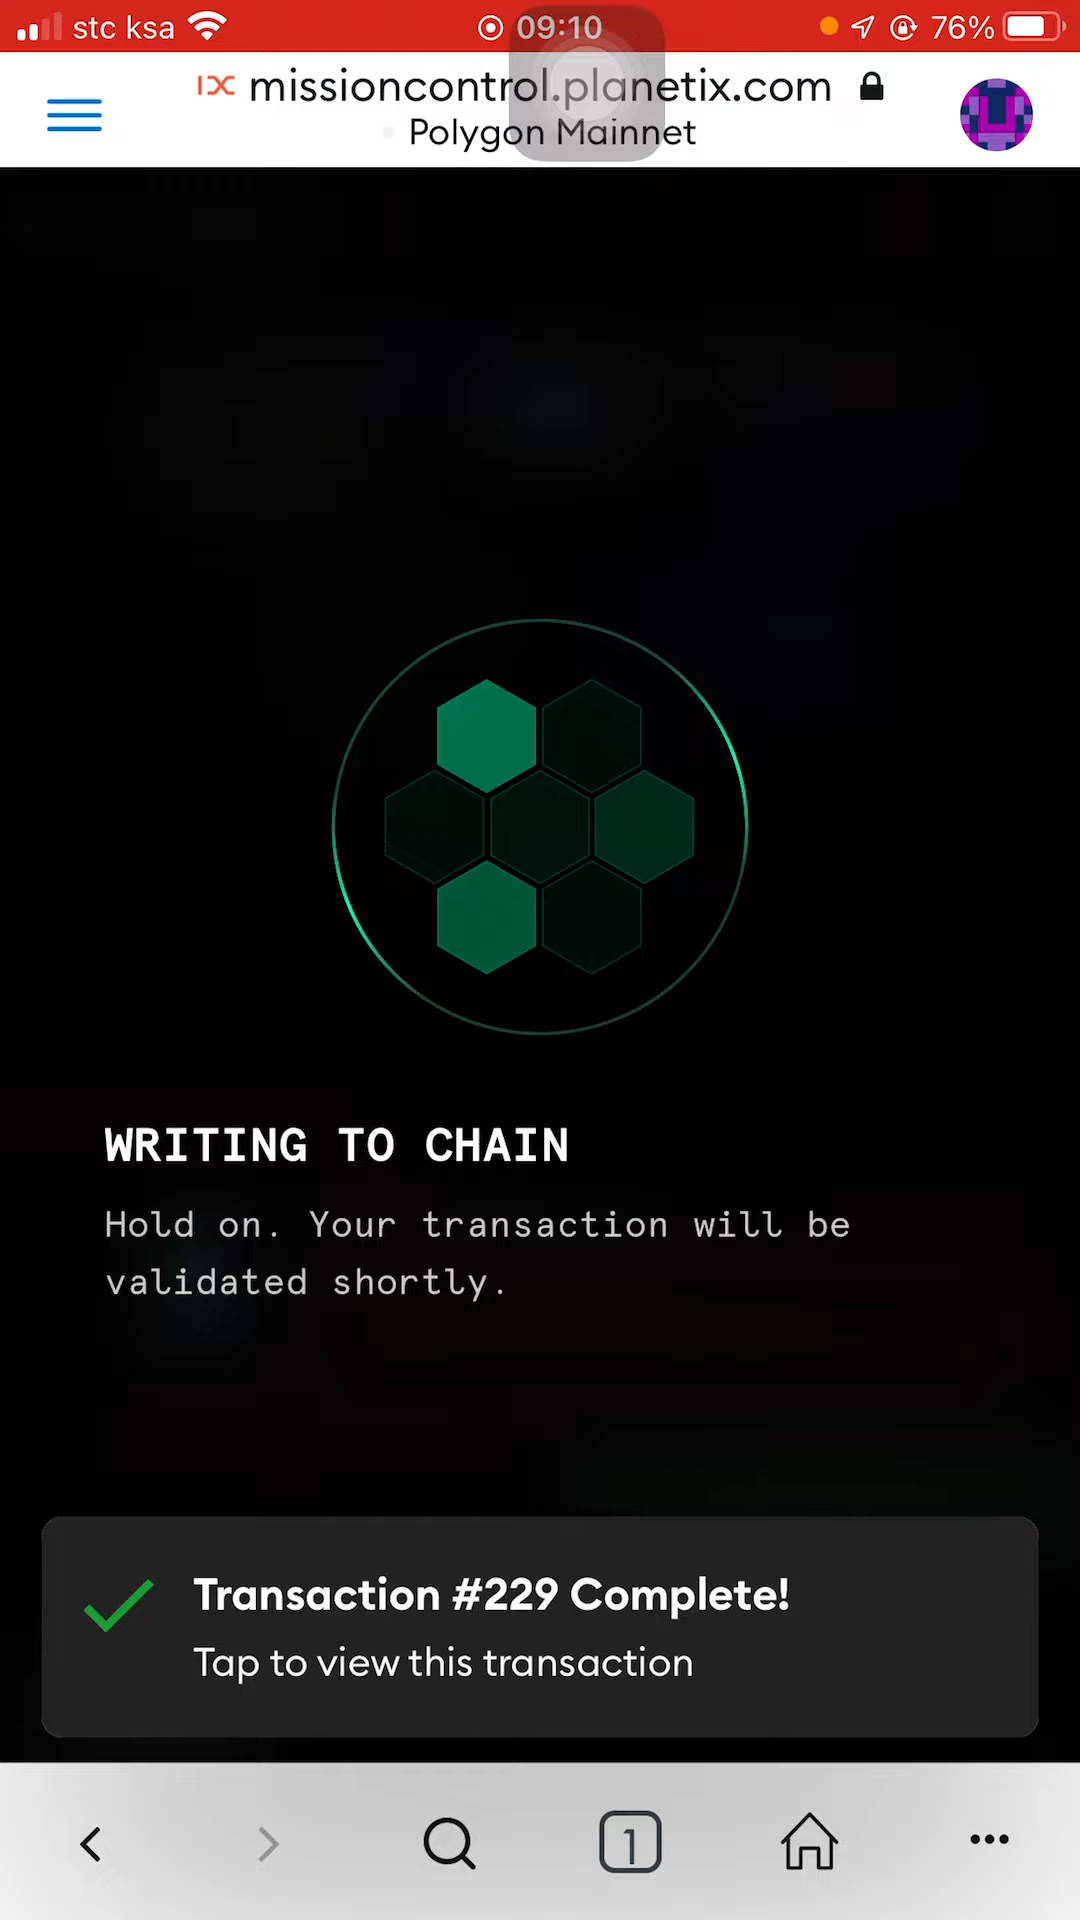 stc ksa
09:10
76%
IX missioncontrol.planetix.com
Polygon Mainnet
WRITING TO CHAIN
Hold on. Your transaction will be
validated shortly.
Transaction #229 Complete!
Tap to view this transaction
1